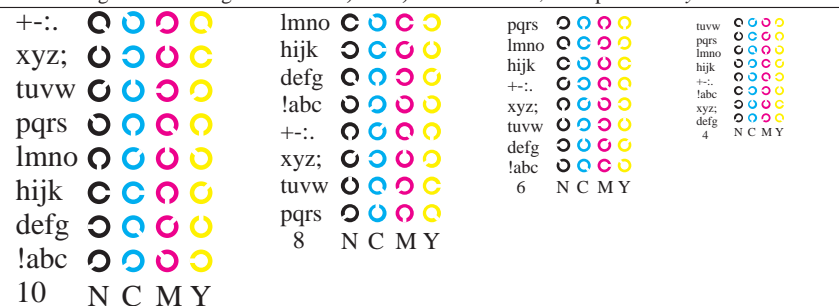 +-:.
xyz;
tuvw
pqrs
lmno
hijk
defg
!abc
10 N C M Y
lmno
hijk
defg
!abc
+-:.
xyz;
tuvw
pqrs
8 N C M Y
pqrs
lmno
hijk
+-:.
xyz;
tuvw
defg
!abc
6 N C M Y
tuvw
pqrs
lmno
hijk
+-:.
!abc
xyz;
defg
4 N C M Y